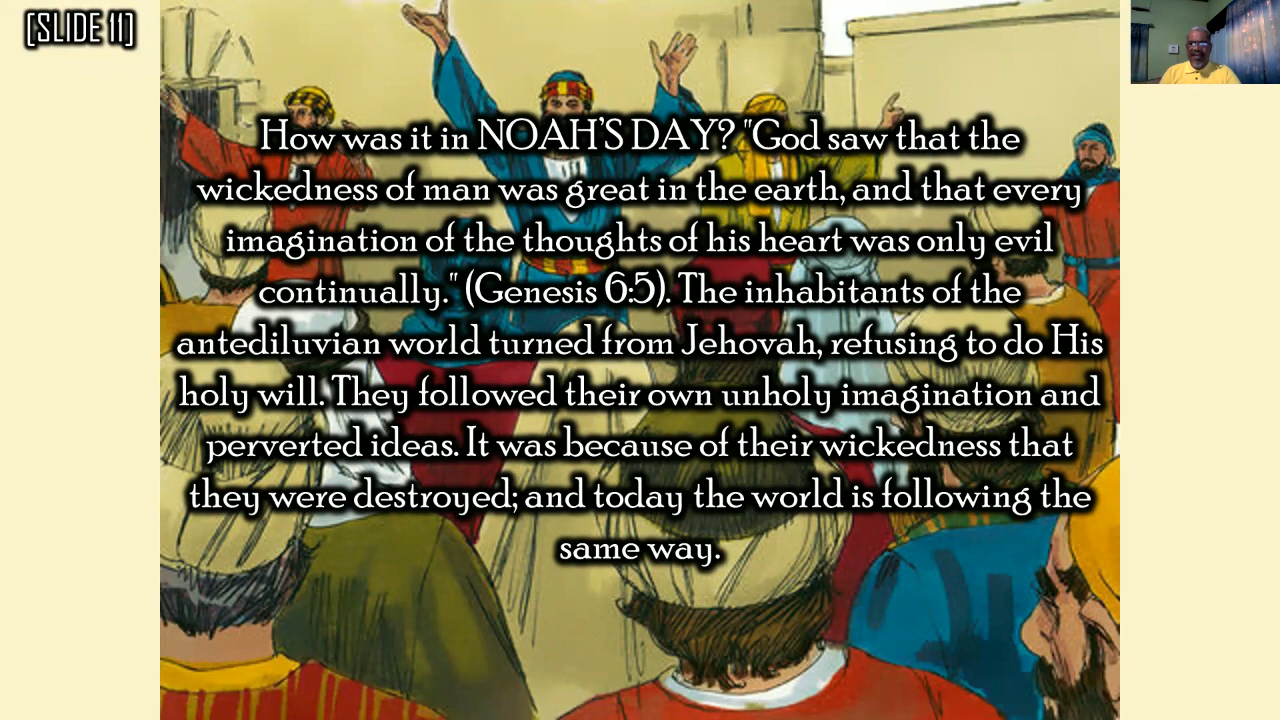 [SLIDE 11]
How was it in NOAH'S DAY? "God saw that the
wickedness of man was great in the earth, and that every
imagination of the thoughts of his heart was only evil
continually." (Genesis 6:5). The inhabitants of the
antediluvian world turned from Jehovah, refusing to do His
holy will. They followed their own unholy imagination and
perverted ideas. It was because of their wickedness that
they were destroyed; and today the world is following the
same way.